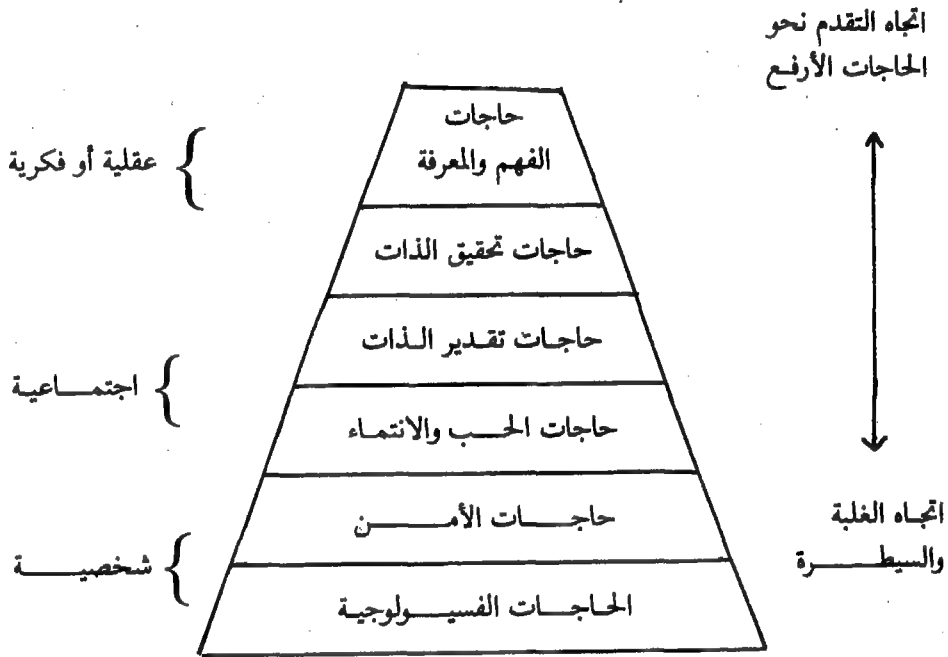 اتجاه التقدم نحو
الحاجات الأرفع
حاجات
الفهم والمعرفة
عقلية أو فكرية
حاجات تحقيق الذات
حاجات تقدير الذات
اجتماعية
حاجات الحب والانتماء
حاجات الأمن
اتجاه الغلبة
والسيطرة
شخصية
الحاجات الفسيولوجية